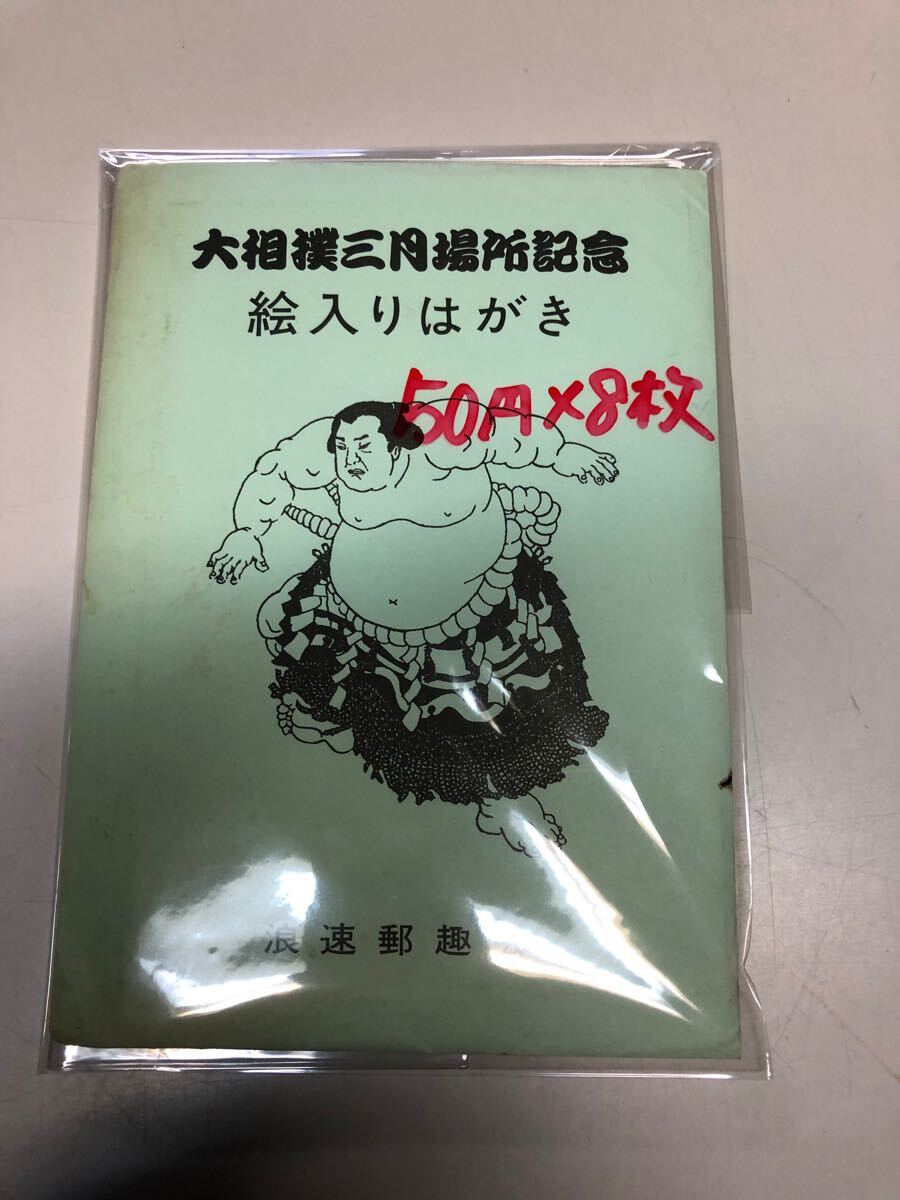 大相撲三月場所記念
絵入りはがき
50円×8枚
浪速郵趣